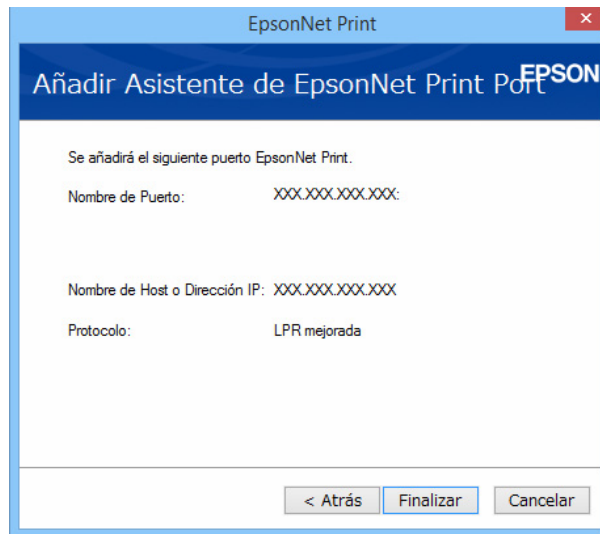 EpsonNet Print
Añadir Asistente de EpsonNet Print Port
EPSON
Se añadirá el siguiente puerto EpsonNet Print.
Nombre de Puerto: XXX.XXX.XXX.XXX:
Nombre de Host o Dirección IP: XXX.XXX.XXX.XXX
Protocolo: LPR mejorada
< Atrás Finalizar Cancelar